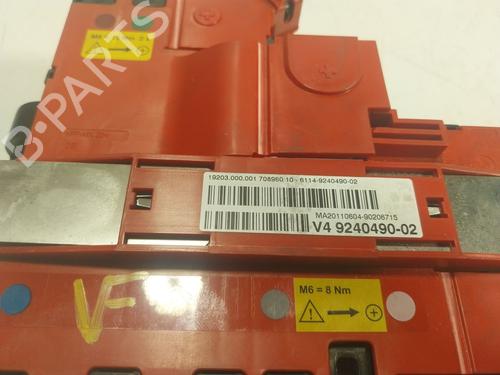 B-PARTS
19203.000.001 708960.10 - 6114-9240490-02
MA20110604-90206715
V4 9240490-02
M6 = 8 Nm
VF